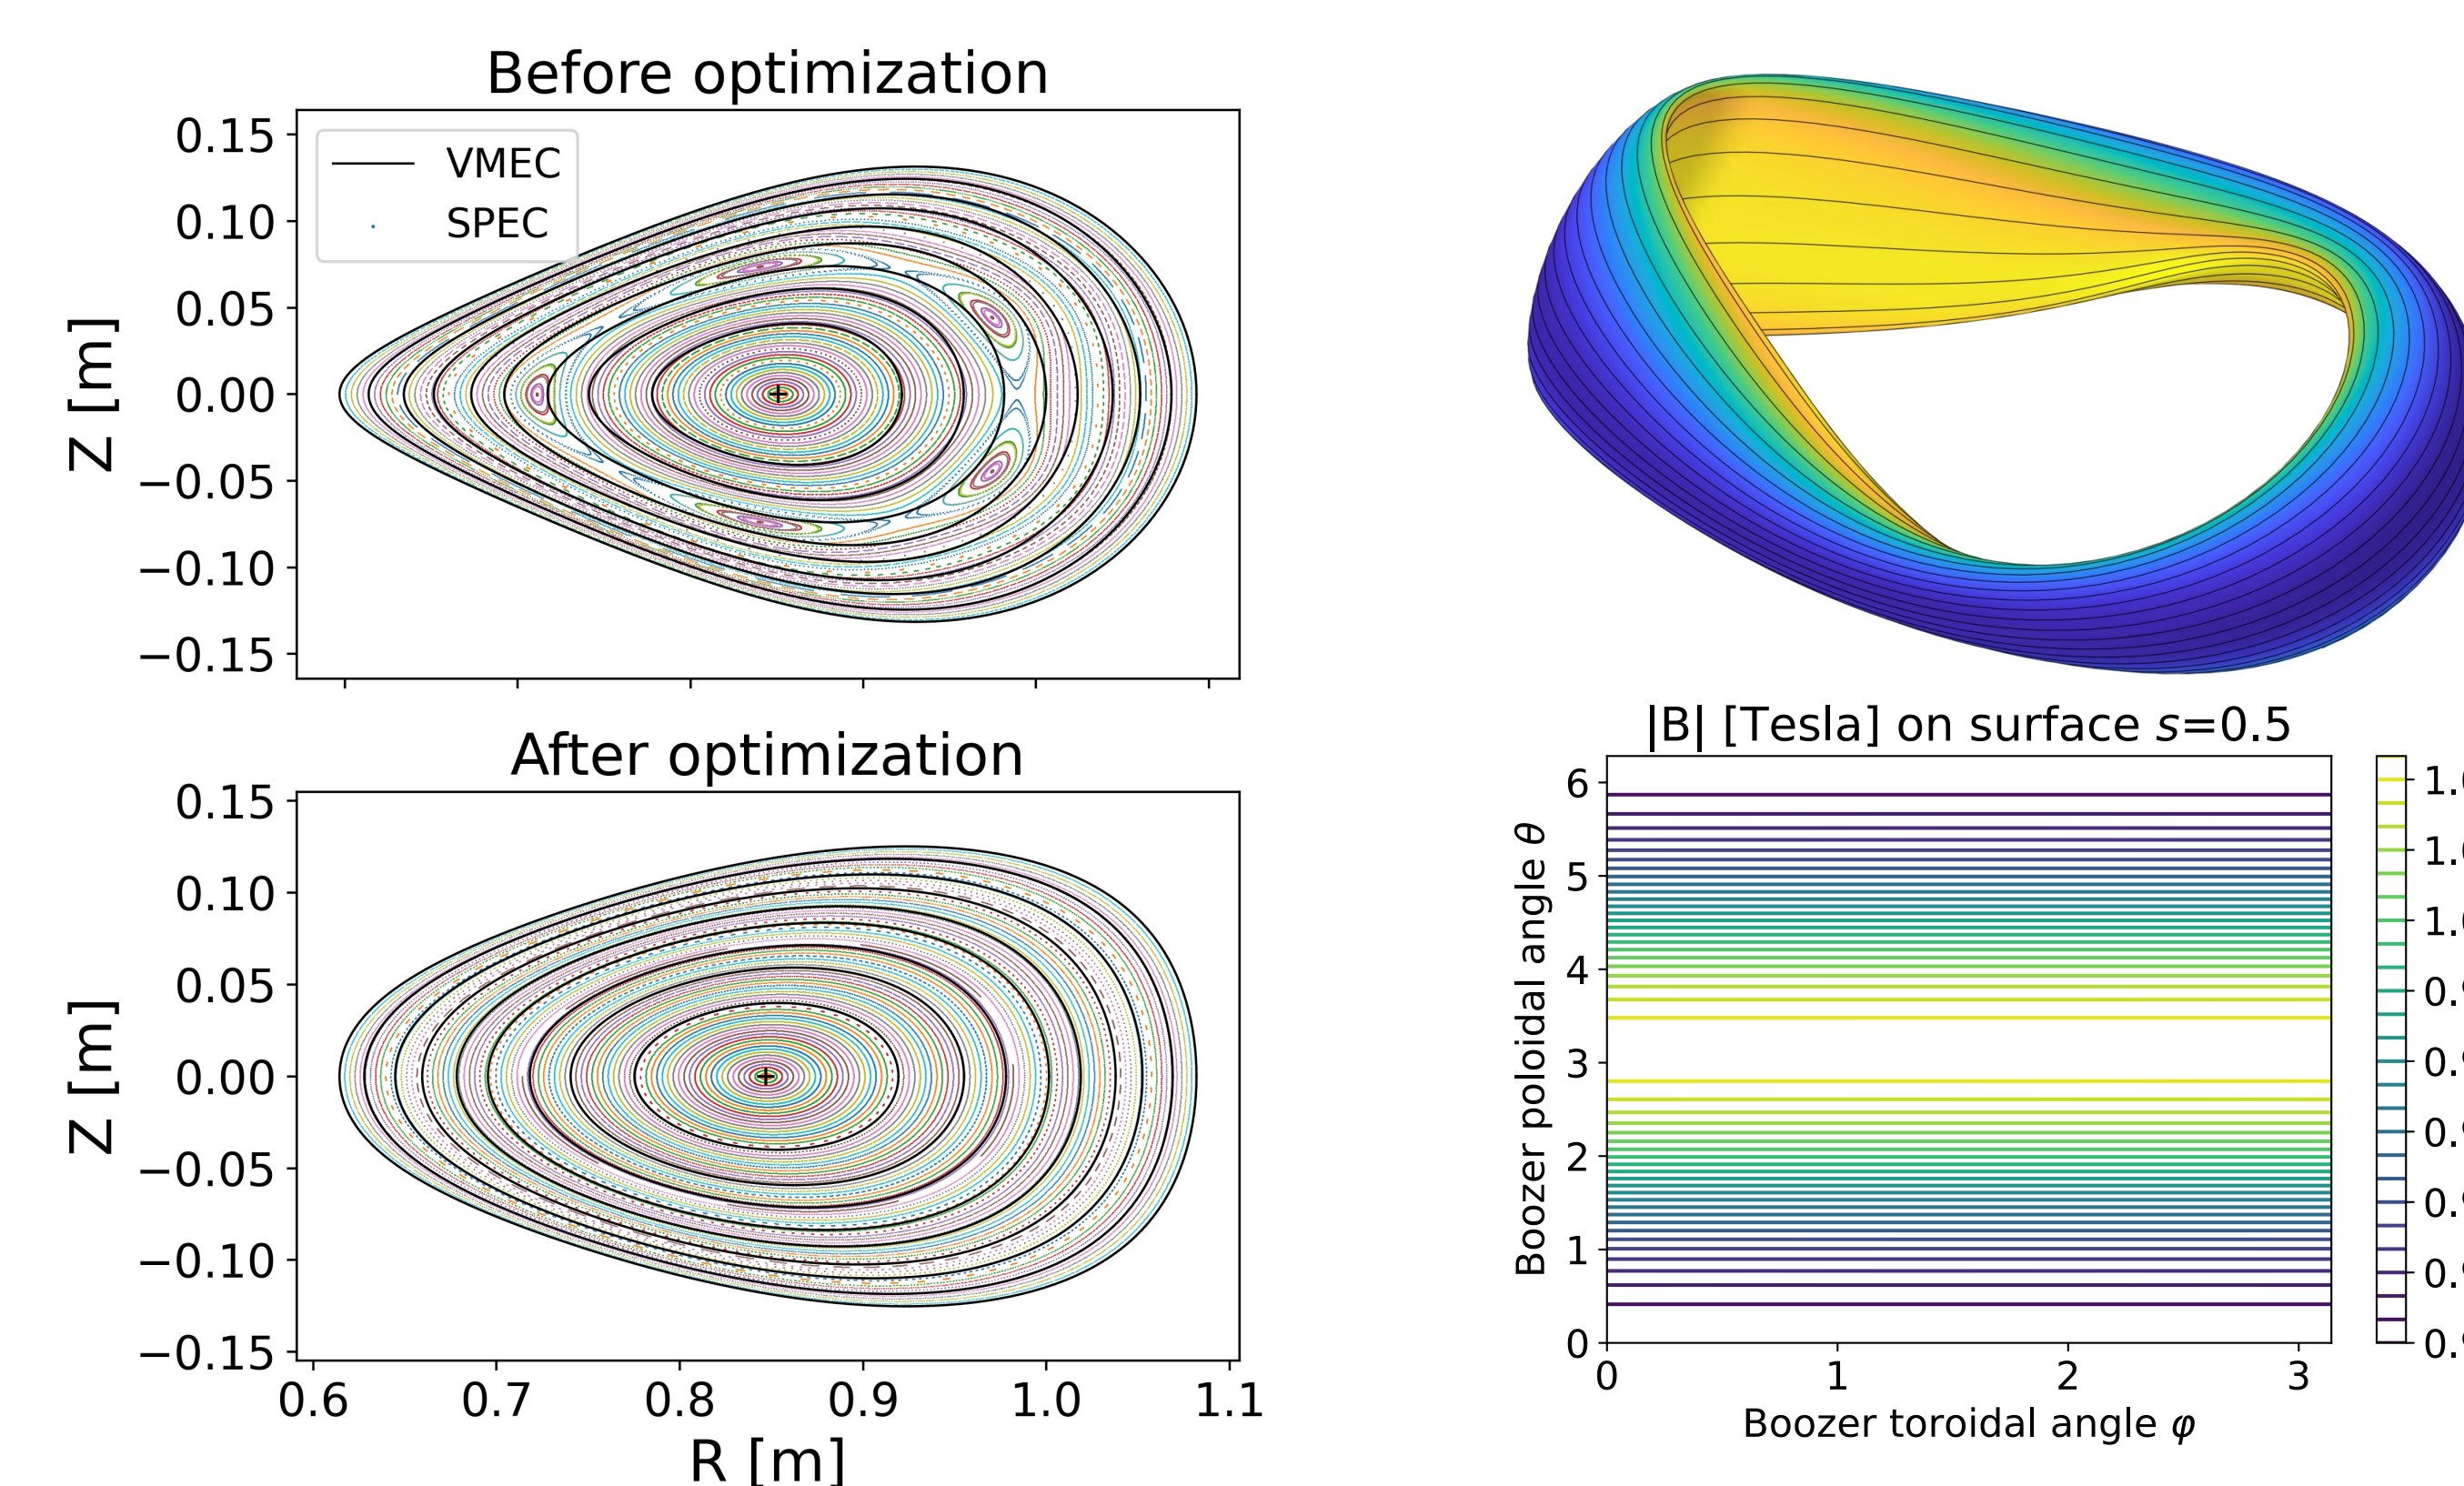 Before optimization
0.15
0.10
0.05
0.00
−0.05
−0.10
−0.15
Z [m]
VMEC
SPEC
After optimization
0.15
0.10
0.05
0.00
−0.05
−0.10
−0.15
Z [m]
0.6 0.7 0.8 0.9 1.0 1.1
R [m]
|B| [Tesla] on surface s=0.5
6
5
4
3
2
1
0
Boozer poloidal angle θ
0 1 2 3
Boozer toroidal angle φ